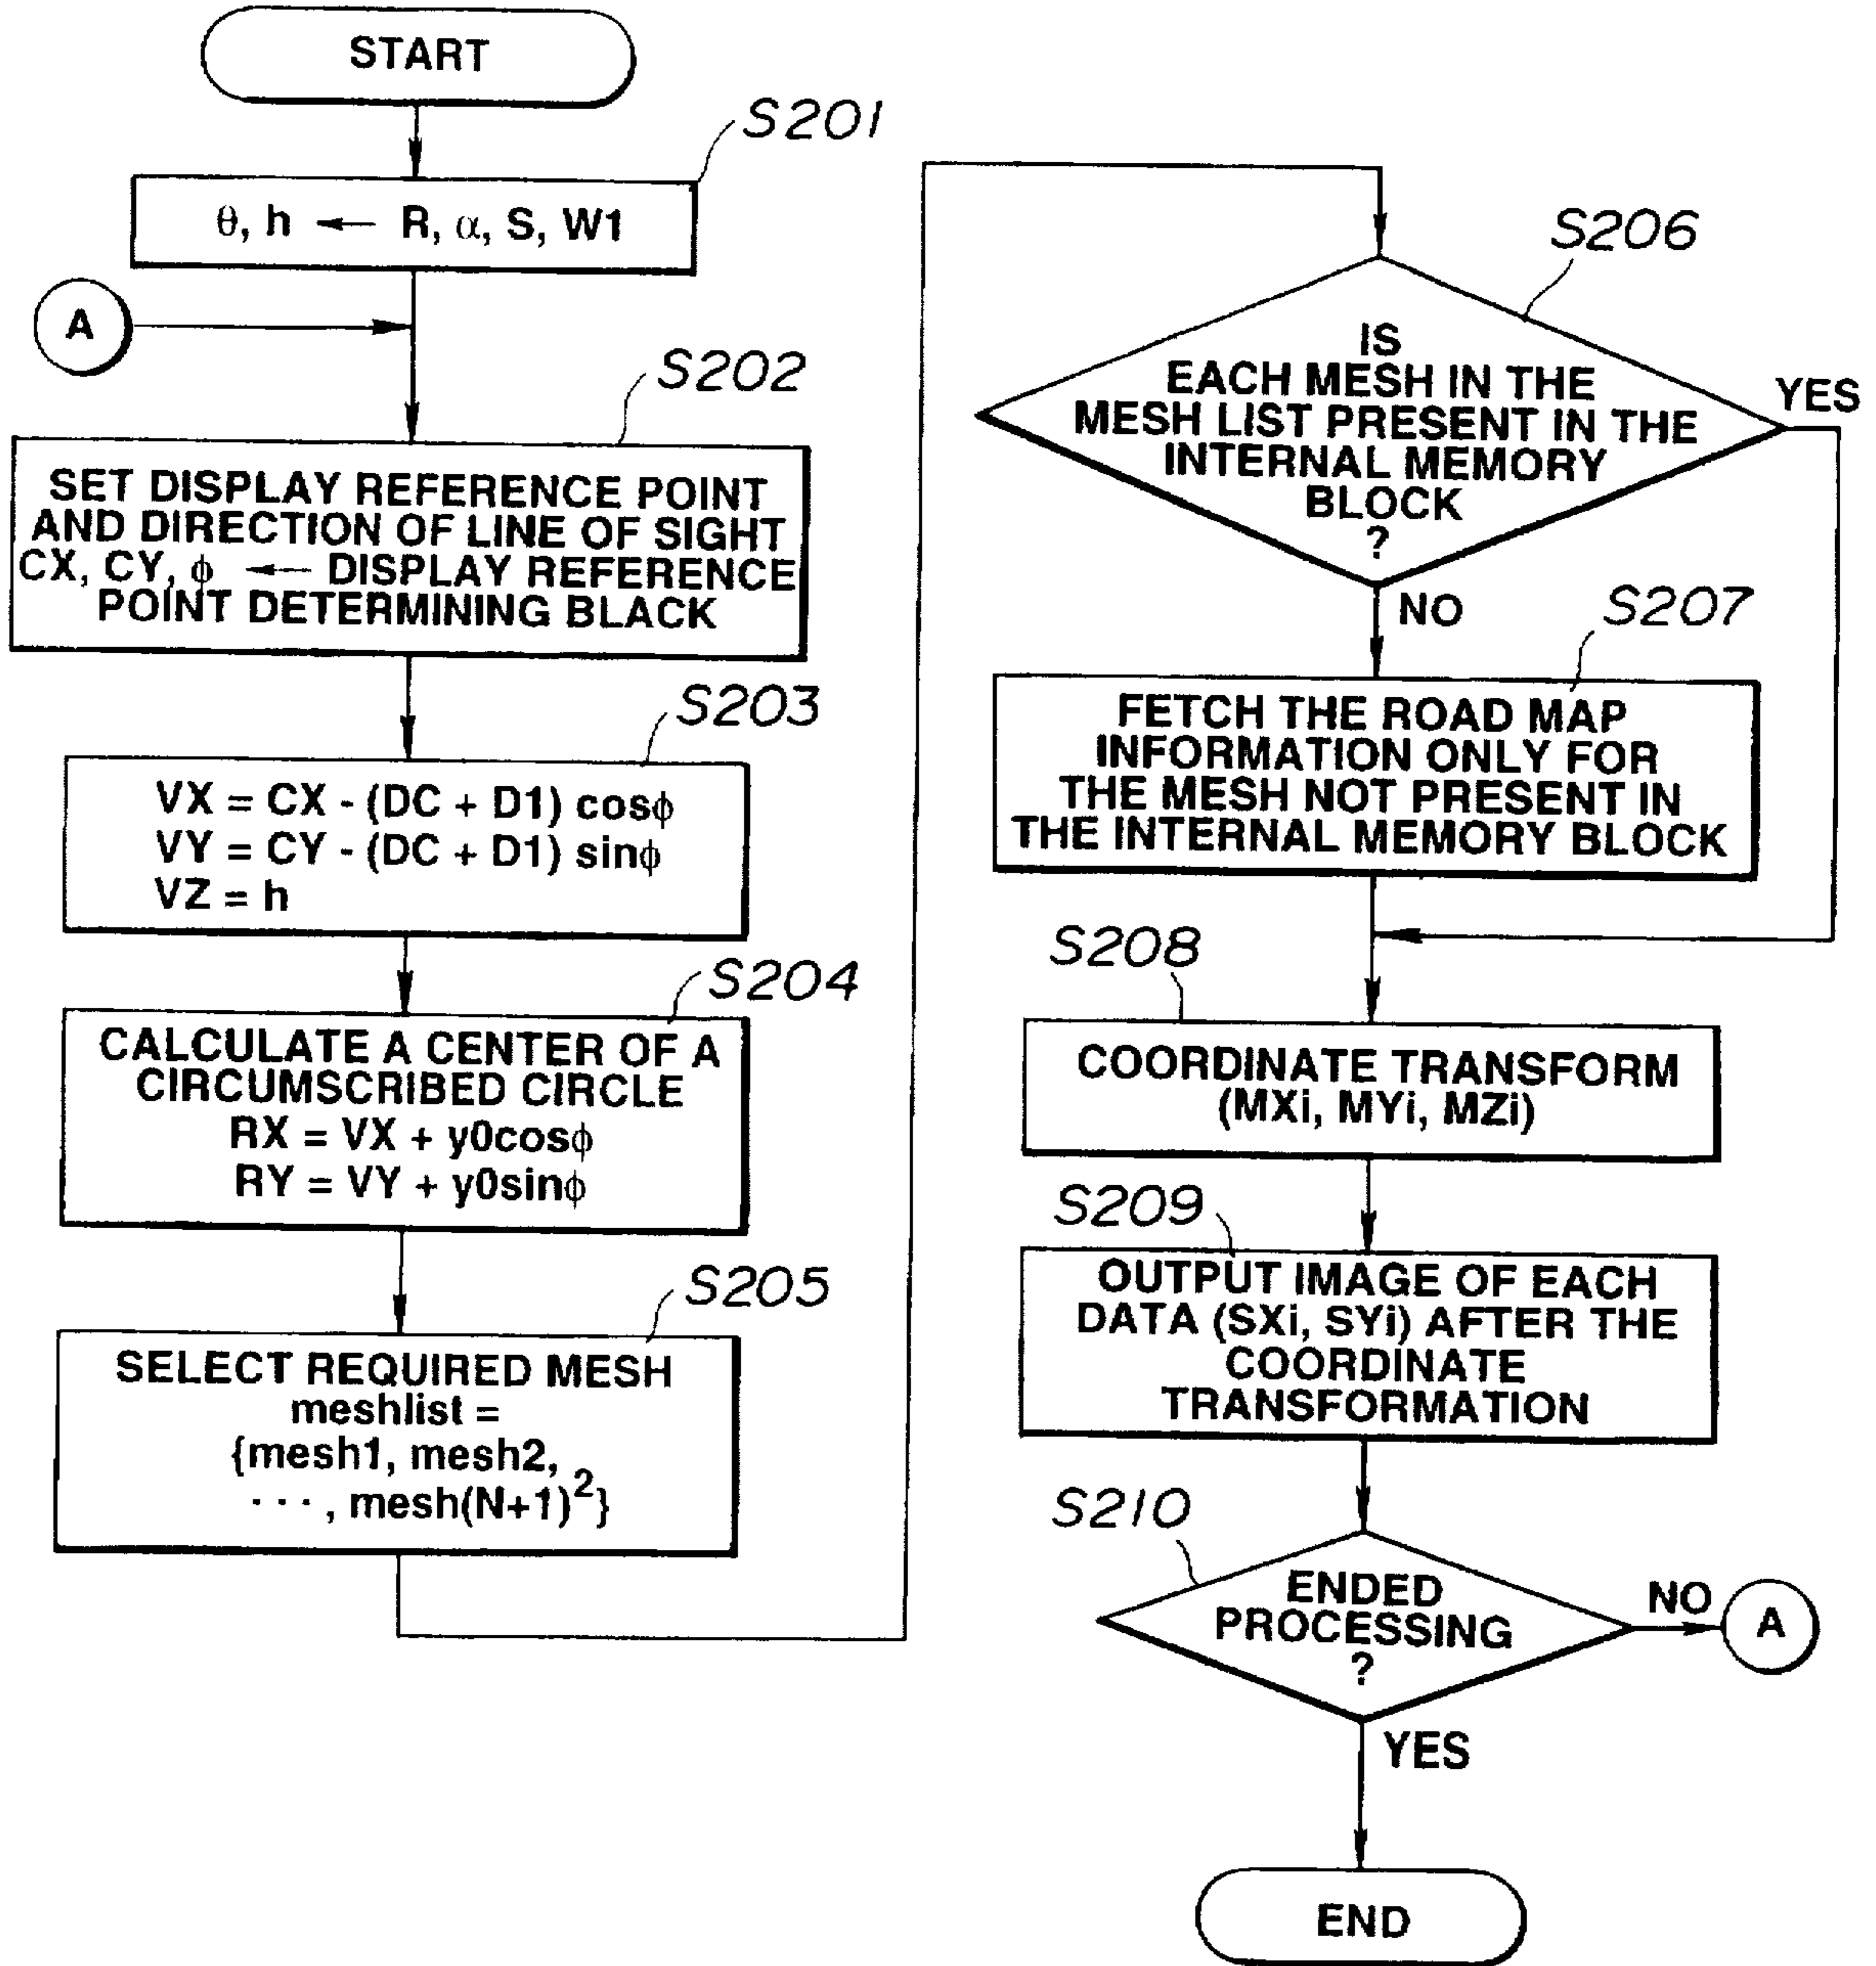 START
S201
θ, h ← R, α, S, W1
A
S202
SET DISPLAY REFERENCE POINT
AND DIRECTION OF LINE OF SIGHT
CX, CY, ϕ ← DISPLAY REFERENCE
POINT DETERMINING BLACK
S203
VX = CX - (DC + D1) cosϕ
VY = CY - (DC + D1) sinϕ
VZ = h
S204
CALCULATE A CENTER OF A
CIRCUMSCRIBED CIRCLE
RX = VX + y0cosϕ
RY = VY + y0sinϕ
S205
SELECT REQUIRED MESH
meshlist =
{mesh1, mesh2,
· · · , mesh(N+1)²}
S206
IS
EACH MESH IN THE
MESH LIST PRESENT IN THE
INTERNAL MEMORY
BLOCK
?
YES
NO
S207
FETCH THE ROAD MAP
INFORMATION ONLY FOR
THE MESH NOT PRESENT IN
THE INTERNAL MEMORY BLOCK
S208
COORDINATE TRANSFORM
(MXi, MYi, MZi)
S209
OUTPUT IMAGE OF EACH
DATA (SXi, SYi) AFTER THE
COORDINATE
TRANSFORMATION
S210
ENDED
PROCESSING
?
NO
A
YES
END